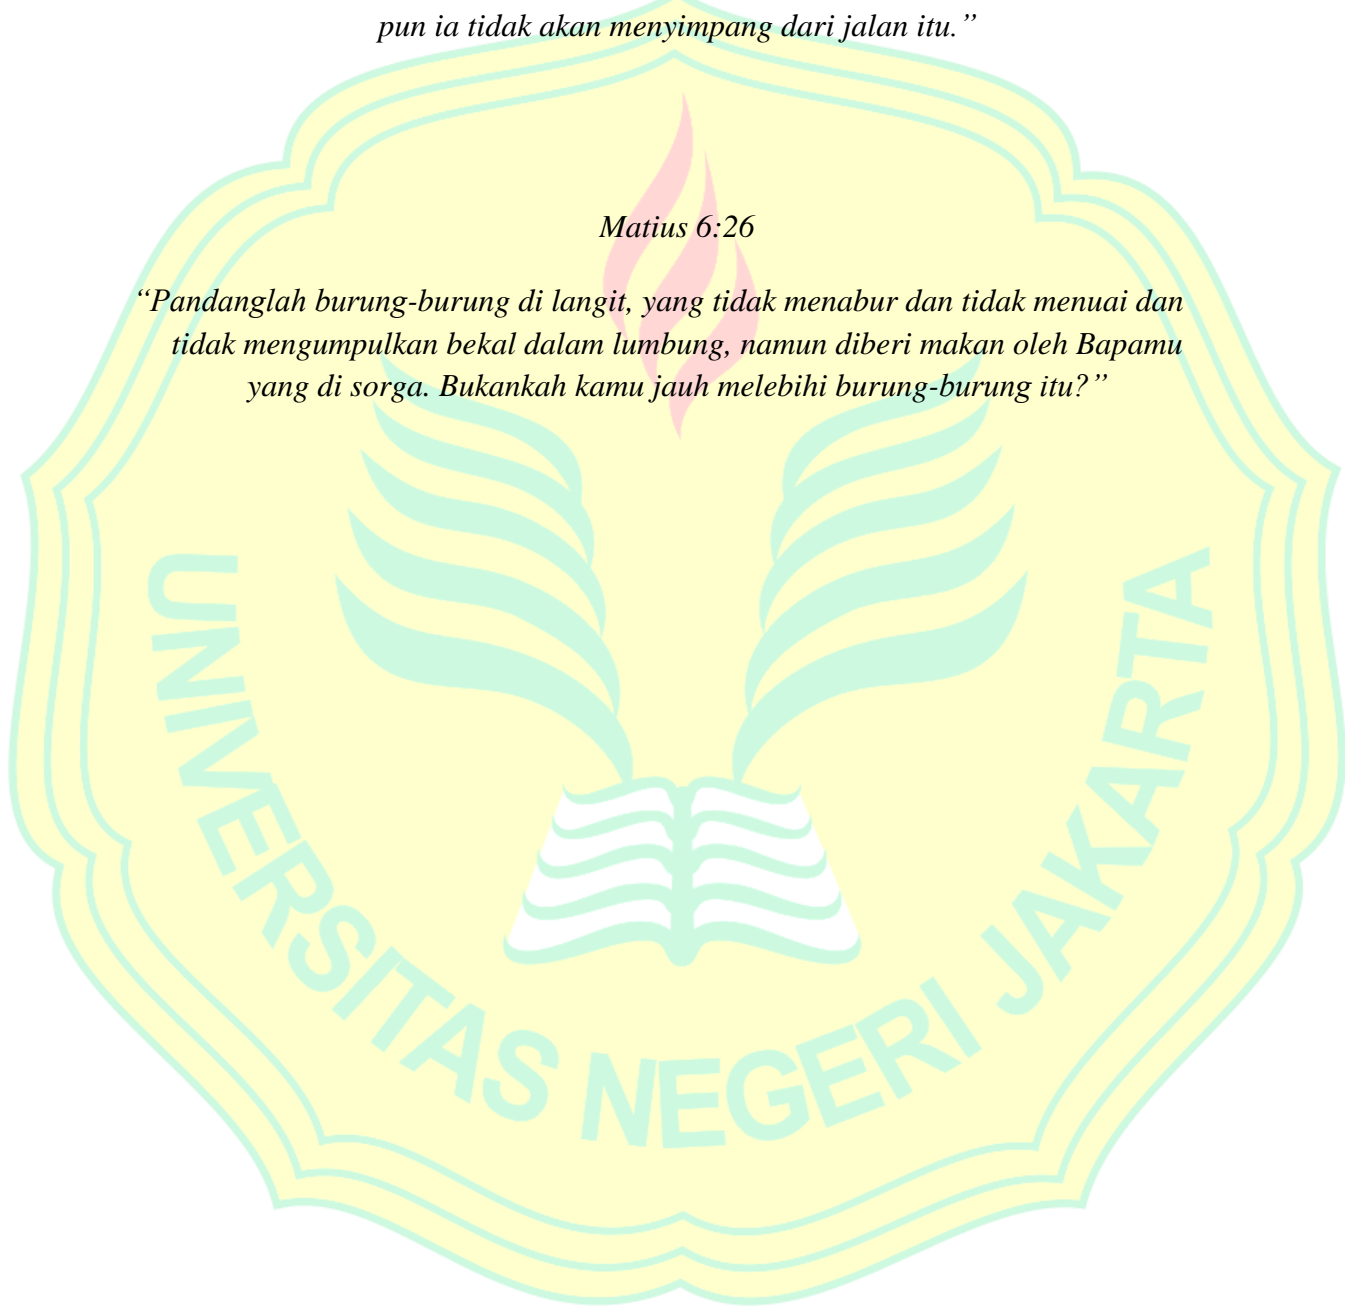 pun ia tidak akan menyimpang dari jalan itu.”
Matius 6:26
“Pandanglah burung-burung di langit, yang tidak menabur dan tidak menuai dan
tidak mengumpulkan bekal dalam lumbung, namun diberi makan oleh Bapamu
yang di sorga. Bukankah kamu jauh melebihi burung-burung itu?”
UNIVERSITAS NEGERI JAKARTA